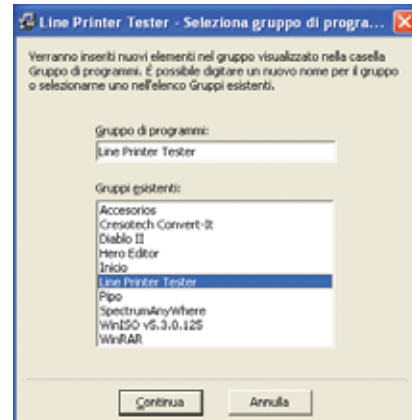 Line Printer Tester - Seleziona gruppo di progra...
Verranno inseriti nuovi elementi nel gruppo visualizzato nella casella
Gruppo di programmi. É possibile digitare un nuovo nome per il gruppo
o selezionarne uno nell'elenco Gruppi esistenti.
Gruppo di programmi:
Line Printer Tester
Gruppi esistenti:
Accesorios
Cresotech Convert-It
Diablo II
Hero Editor
Inicio
Line Printer Tester
Pipo
SpectrumAnyWhere
WinISO v5.3.0.125
WinRAR
Continua
Annulla